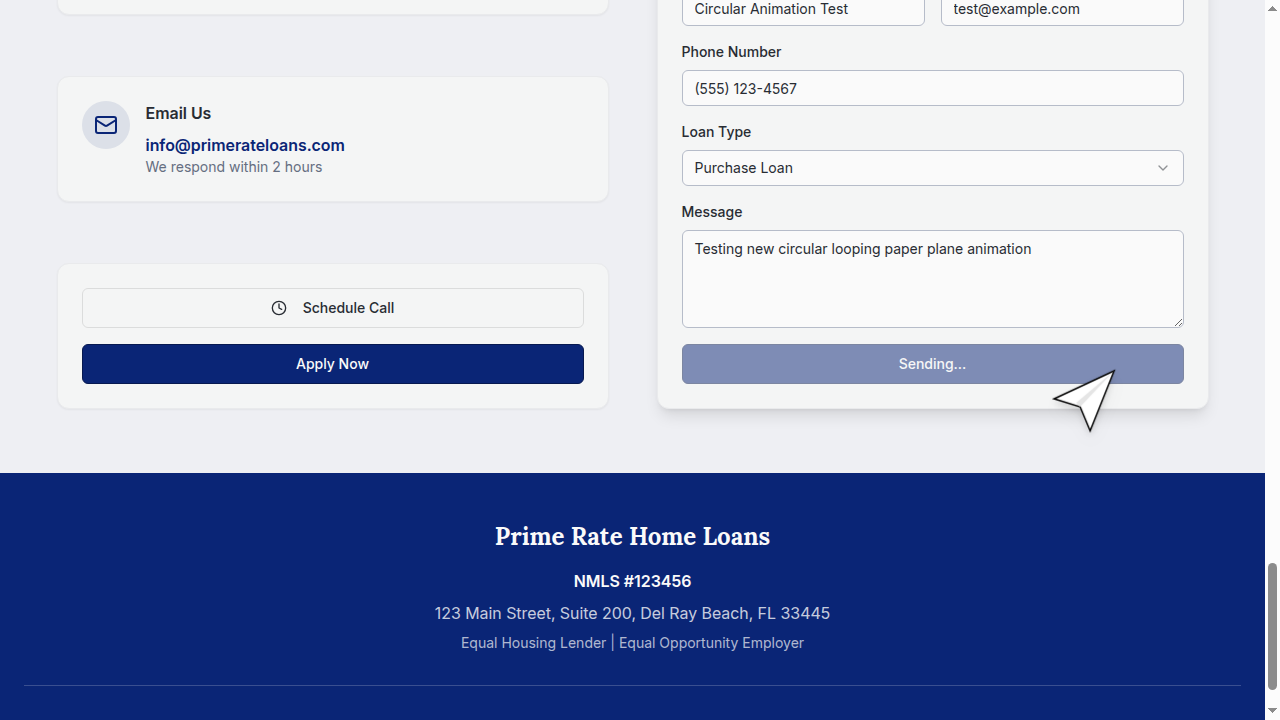 Email Us
info@primerateloans.com
We respond within 2 hours
Schedule Call
Apply Now
Circular Animation Test
test@example.com
Phone Number
(555) 123-4567
Loan Type
Purchase Loan
Message
Testing new circular looping paper plane animation
Sending...
Prime Rate Home Loans
NMLS #123456
123 Main Street, Suite 200, Del Ray Beach, FL 33445
Equal Housing Lender | Equal Opportunity Employer